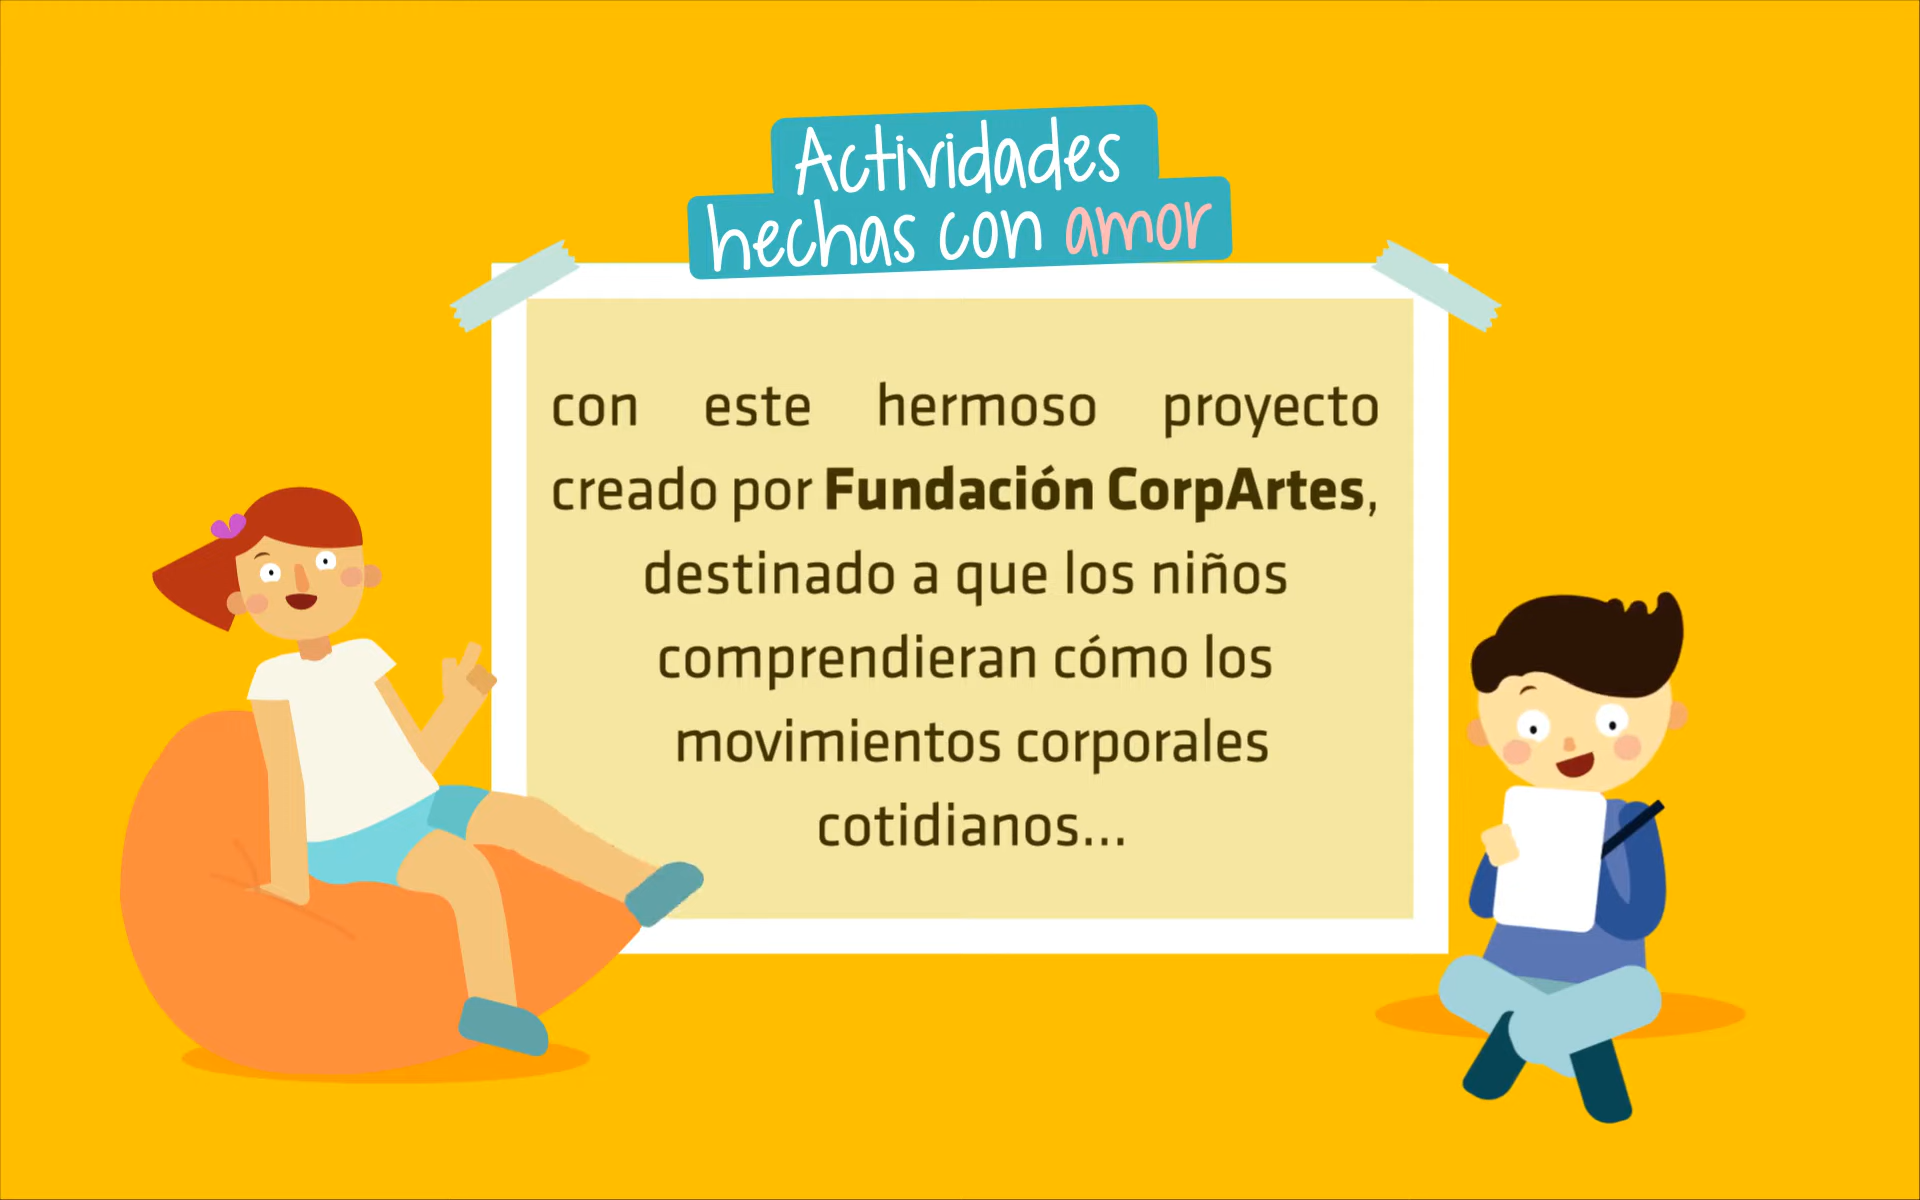 Actividades
hechas con amor
con este hermoso proyecto
creado por Fundación CorpArtes,
destinado a que los niños
comprendieran cómo los
movimientos corporales
cotidianos...